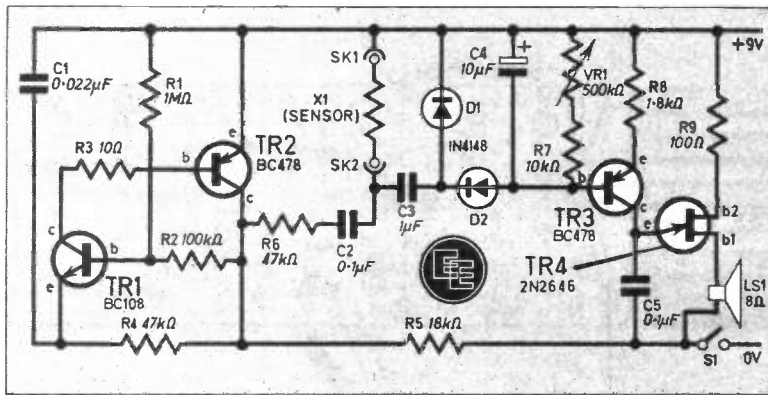 +9V
C1
0·022µF
R1
1MΩ
R3 10Ω
TR2
BC478
e
b
c
SK1
X1
(SENSOR)
SK2
C4
10µF
+
D1
1N4148
D2
VR1
500kΩ
R7
10kΩ
R8
1·8kΩ
R9
100Ω
C3
1µF
b
e
c
TR3
BC478
e
b2
b1
TR4
2N2646
c
b
e
TR1
BC108
R2 100kΩ
R6
47kΩ
C2
0·1µF
EE
R4 47kΩ
R5 18kΩ
C5
0·1µF
LS1
8Ω
S1
0V